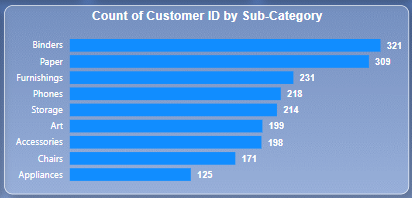 Count of Customer ID by Sub-Category
Binders 321
Paper 309
Furnishings 231
Phones 218
Storage 214
Art 199
Accessories 198
Chairs 171
Appliances 125